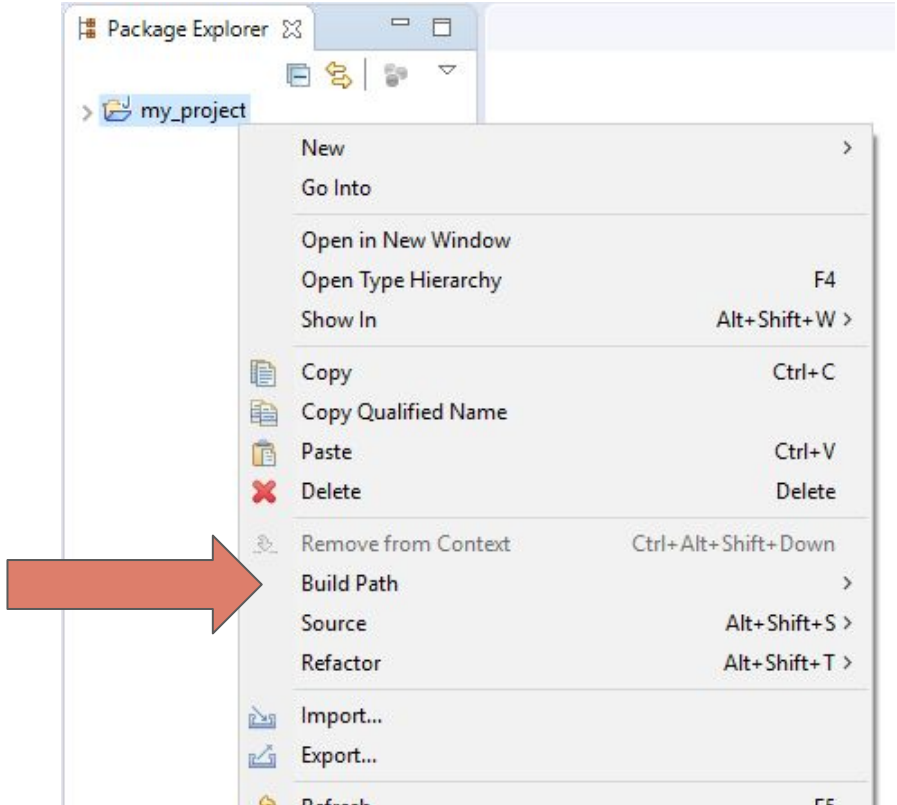 Package Explorer
my_project
New
Go Into
Open in New Window
Open Type Hierarchy F4
Show In Alt+Shift+W
Copy Ctrl+C
Copy Qualified Name
Paste Ctrl+V
Delete Delete
Remove from Context Ctrl+Alt+Shift+Down
Build Path
Source Alt+Shift+S
Refactor Alt+Shift+T
Import...
Export...
Refresh F5